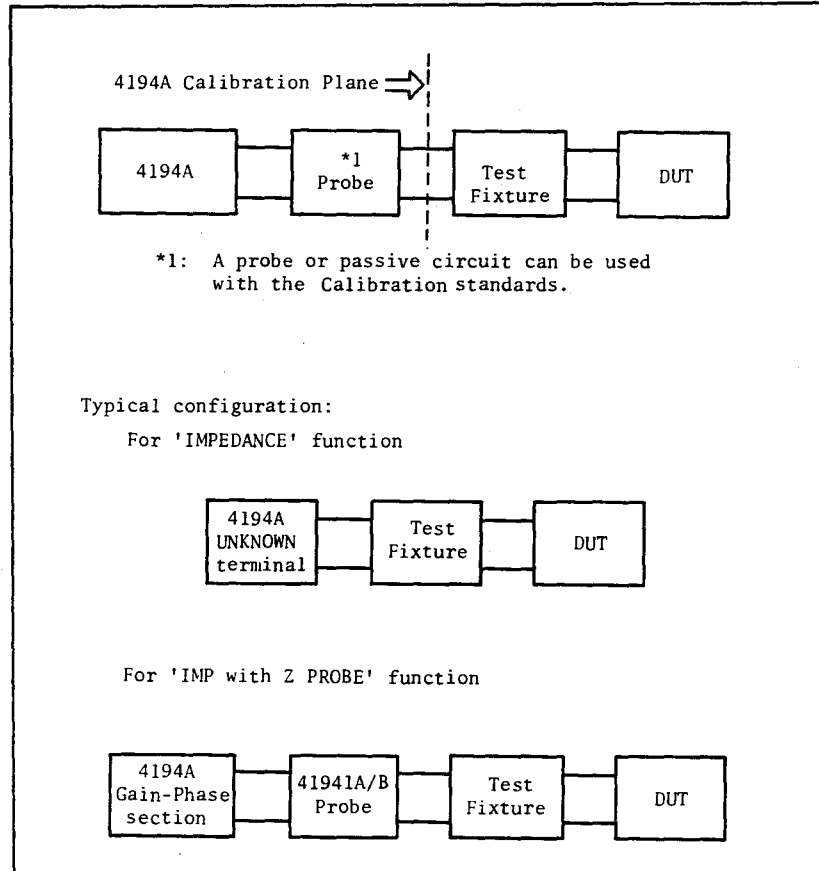 4194A Calibration Plane
4194A
*1
Probe
Test
Fixture
DUT
*1: A probe or passive circuit can be used
with the Calibration standards.
Typical configuration:
For 'IMPEDANCE' function
4194A
UNKNOWN
terminal
Test
Fixture
DUT
For 'IMP with Z PROBE' function
4194A
Gain-Phase
section
41941A/B
Probe
Test
Fixture
DUT